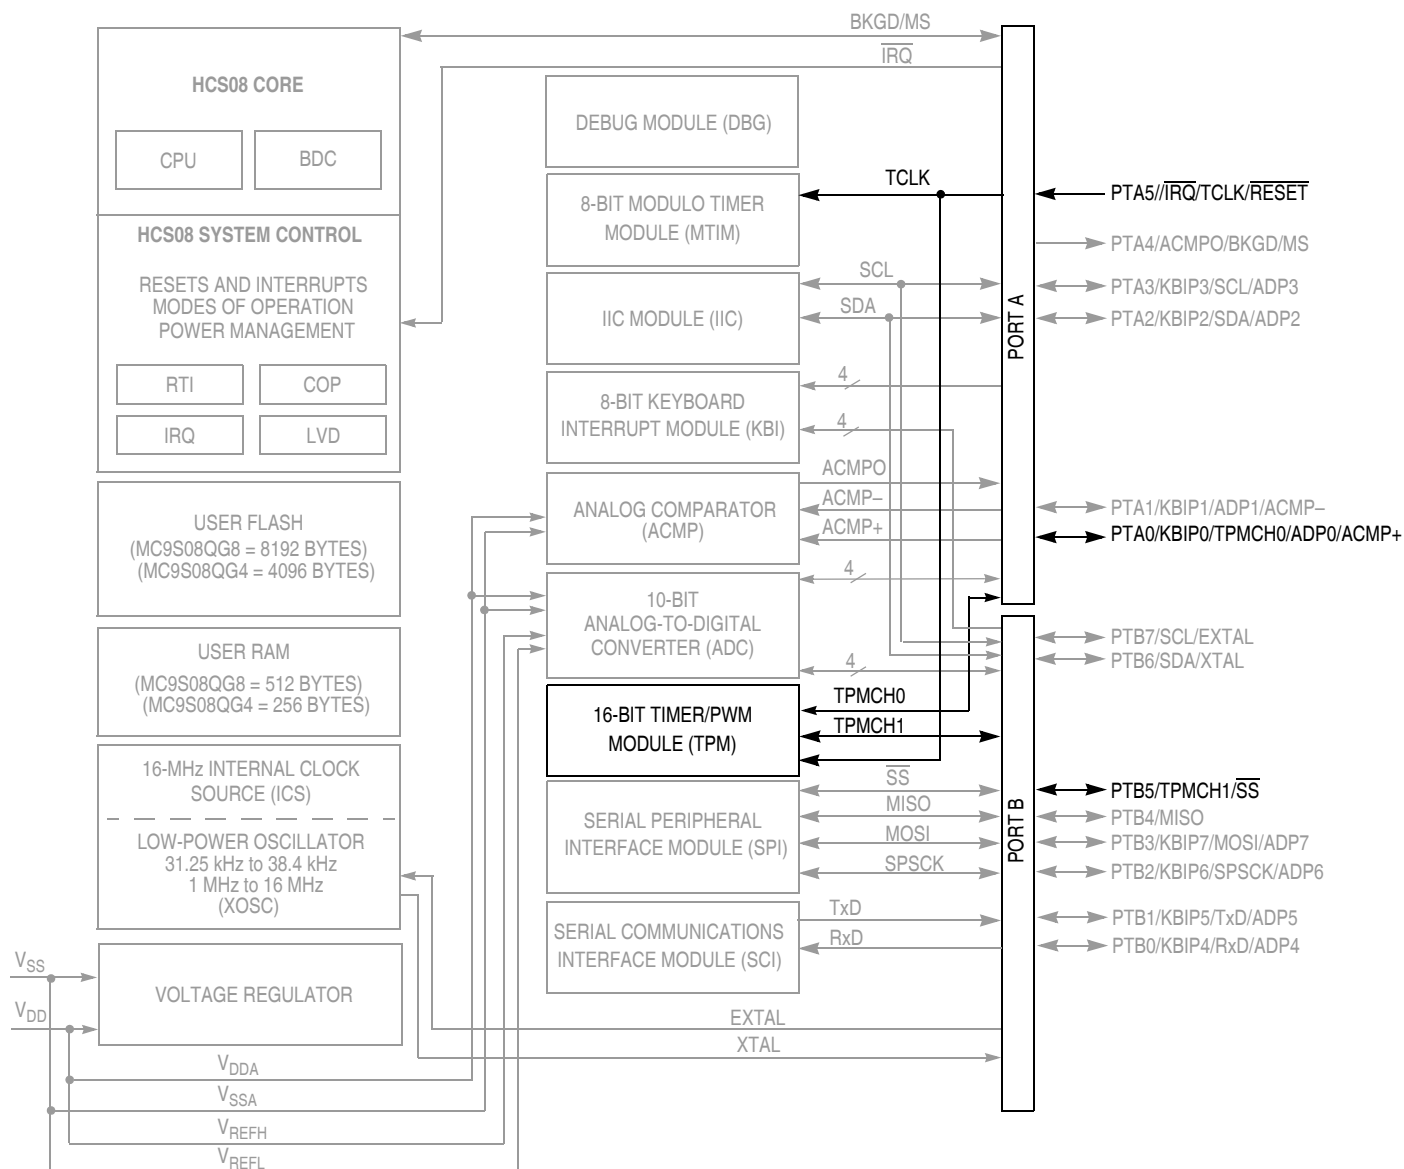 BKGD/MS
IRQ
HCS08 CORE
CPU
BDC
HCS08 SYSTEM CONTROL
RESETS AND INTERRUPTS
MODES OF OPERATION
POWER MANAGEMENT
RTI
COP
IRQ
LVD
USER FLASH
(MC9S08QG8 = 8192 BYTES)
(MC9S08QG4 = 4096 BYTES)
USER RAM
(MC9S08QG8 = 512 BYTES)
(MC9S08QG4 = 256 BYTES)
16-MHz INTERNAL CLOCK
SOURCE (ICS)
LOW-POWER OSCILLATOR
31.25 kHz to 38.4 kHz
1 MHz to 16 MHz
(XOSC)
VSS
VDD
VOLTAGE REGULATOR
VDDA
VSSA
VREFH
VREFL
DEBUG MODULE (DBG)
8-BIT MODULO TIMER
MODULE (MTIM)
TCLK
IIC MODULE (IIC)
SCL
SDA
8-BIT KEYBOARD
INTERRUPT MODULE (KBI)
4
4
ANALOG COMPARATOR
(ACMP)
ACMPO
ACMP–
ACMP+
10-BIT
ANALOG-TO-DIGITAL
CONVERTER (ADC)
4
4
16-BIT TIMER/PWM
MODULE (TPM)
TPMCH0
TPMCH1
SERIAL PERIPHERAL
INTERFACE MODULE (SPI)
SS
MISO
MOSI
SPSCK
SERIAL COMMUNICATIONS
INTERFACE MODULE (SCI)
TxD
RxD
EXTAL
XTAL
PORT A
PORT B
PTA5//IRQ/TCLK/RESET
PTA4/ACMPO/BKGD/MS
PTA3/KBIP3/SCL/ADP3
PTA2/KBIP2/SDA/ADP2
PTA1/KBIP1/ADP1/ACMP–
PTA0/KBIP0/TPMCH0/ADP0/ACMP+
PTB7/SCL/EXTAL
PTB6/SDA/XTAL
PTB5/TPMCH1/SS
PTB4/MISO
PTB3/KBIP7/MOSI/ADP7
PTB2/KBIP6/SPSCK/ADP6
PTB1/KBIP5/TxD/ADP5
PTB0/KBIP4/RxD/ADP4